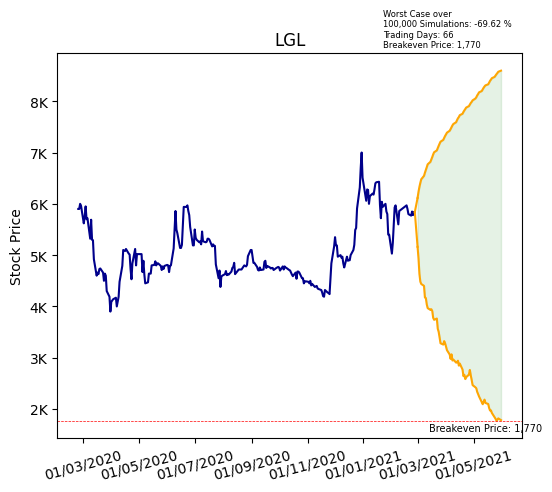 Worst Case over
100,000 Simulations: -69.62 %
Trading Days: 66
Breakeven Price: 1,770
LGL
Stock Price
8K
7K
6K
5K
4K
3K
2K
Breakeven Price: 1,770
01/03/2020
01/05/2020
01/07/2020
01/09/2020
01/11/2020
01/01/2021
01/03/2021
01/05/2021